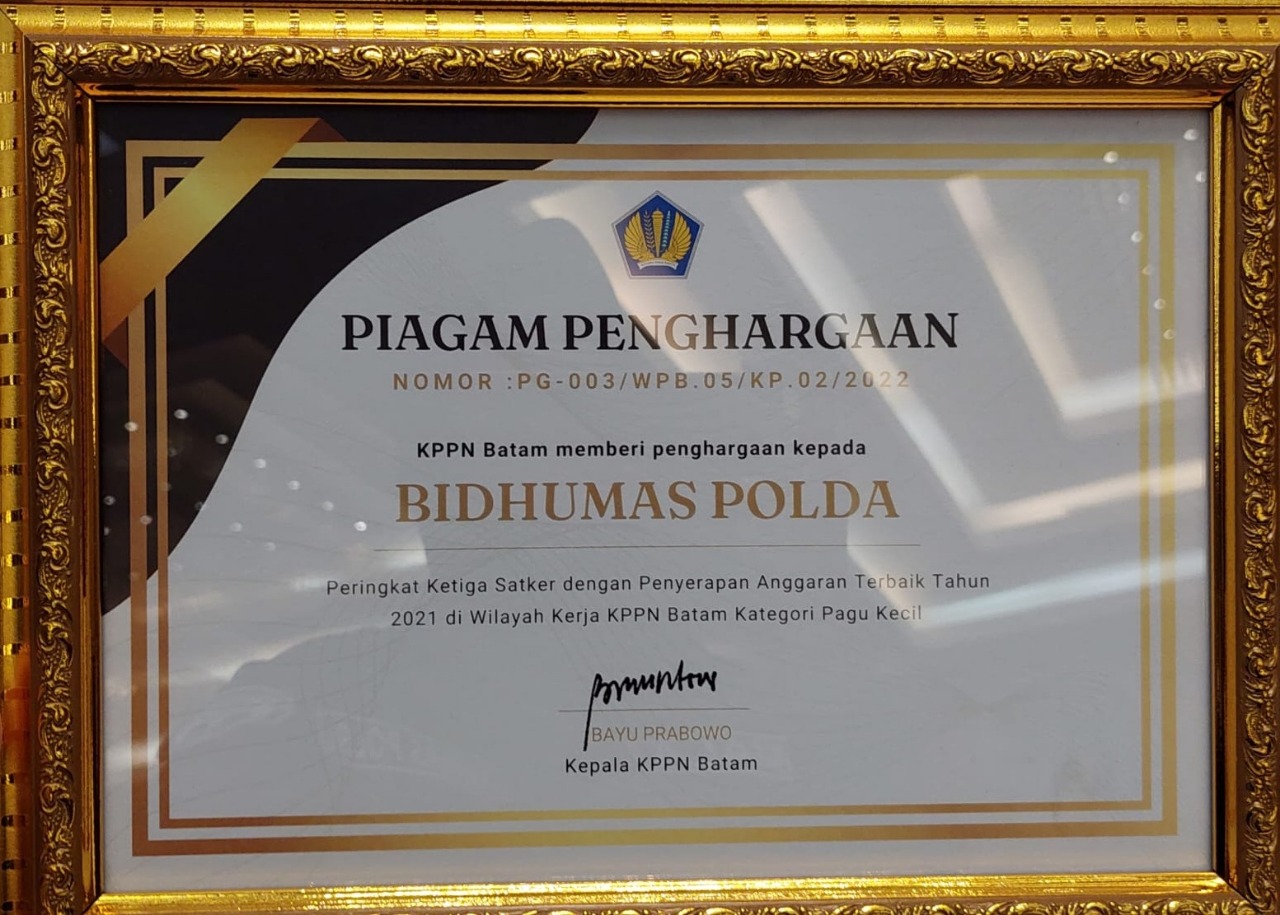 PIAGAM PENGHARGAAN
NOMOR :PG-003/WPB.05/KP.02/2022
KPPN Batam memberi penghargaan kepada
BIDHUMAS POLDA
Peringkat Ketiga Satker dengan Penyerapan Anggaran Terbaik Tahun
2021 di Wilayah Kerja KPPN Batam Kategori Pagu Kecil
BAYU PRABOWO
Kepala KPPN Batam